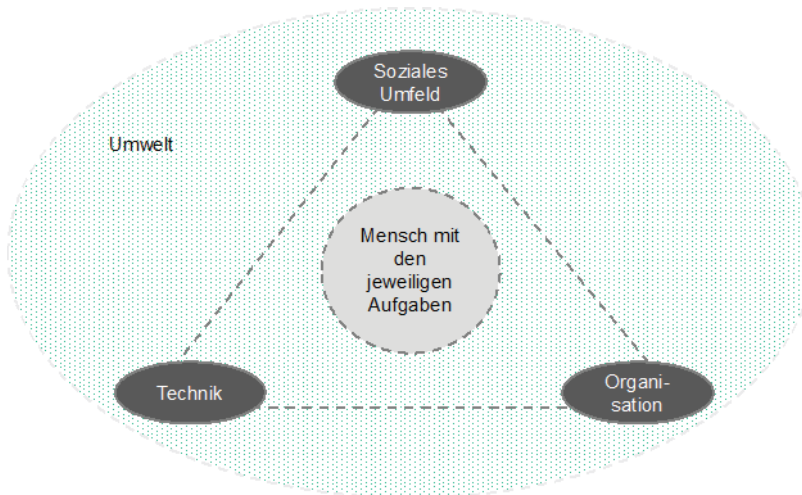 Soziales
Umfeld
Umwelt
Mensch mit
den
jeweiligen
Aufgaben
Technik
Organi-
sation